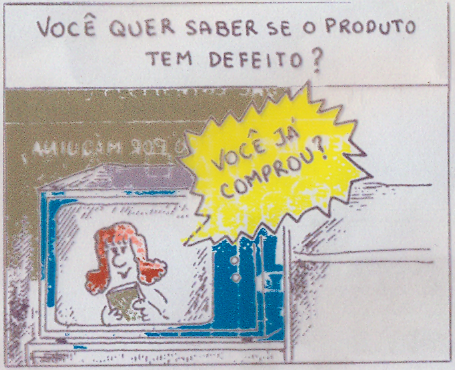 VOCÊ QUER SABER SE O PRODUTO
TEM DEFEITO?
VOCÊ JÁ
COMPROU?